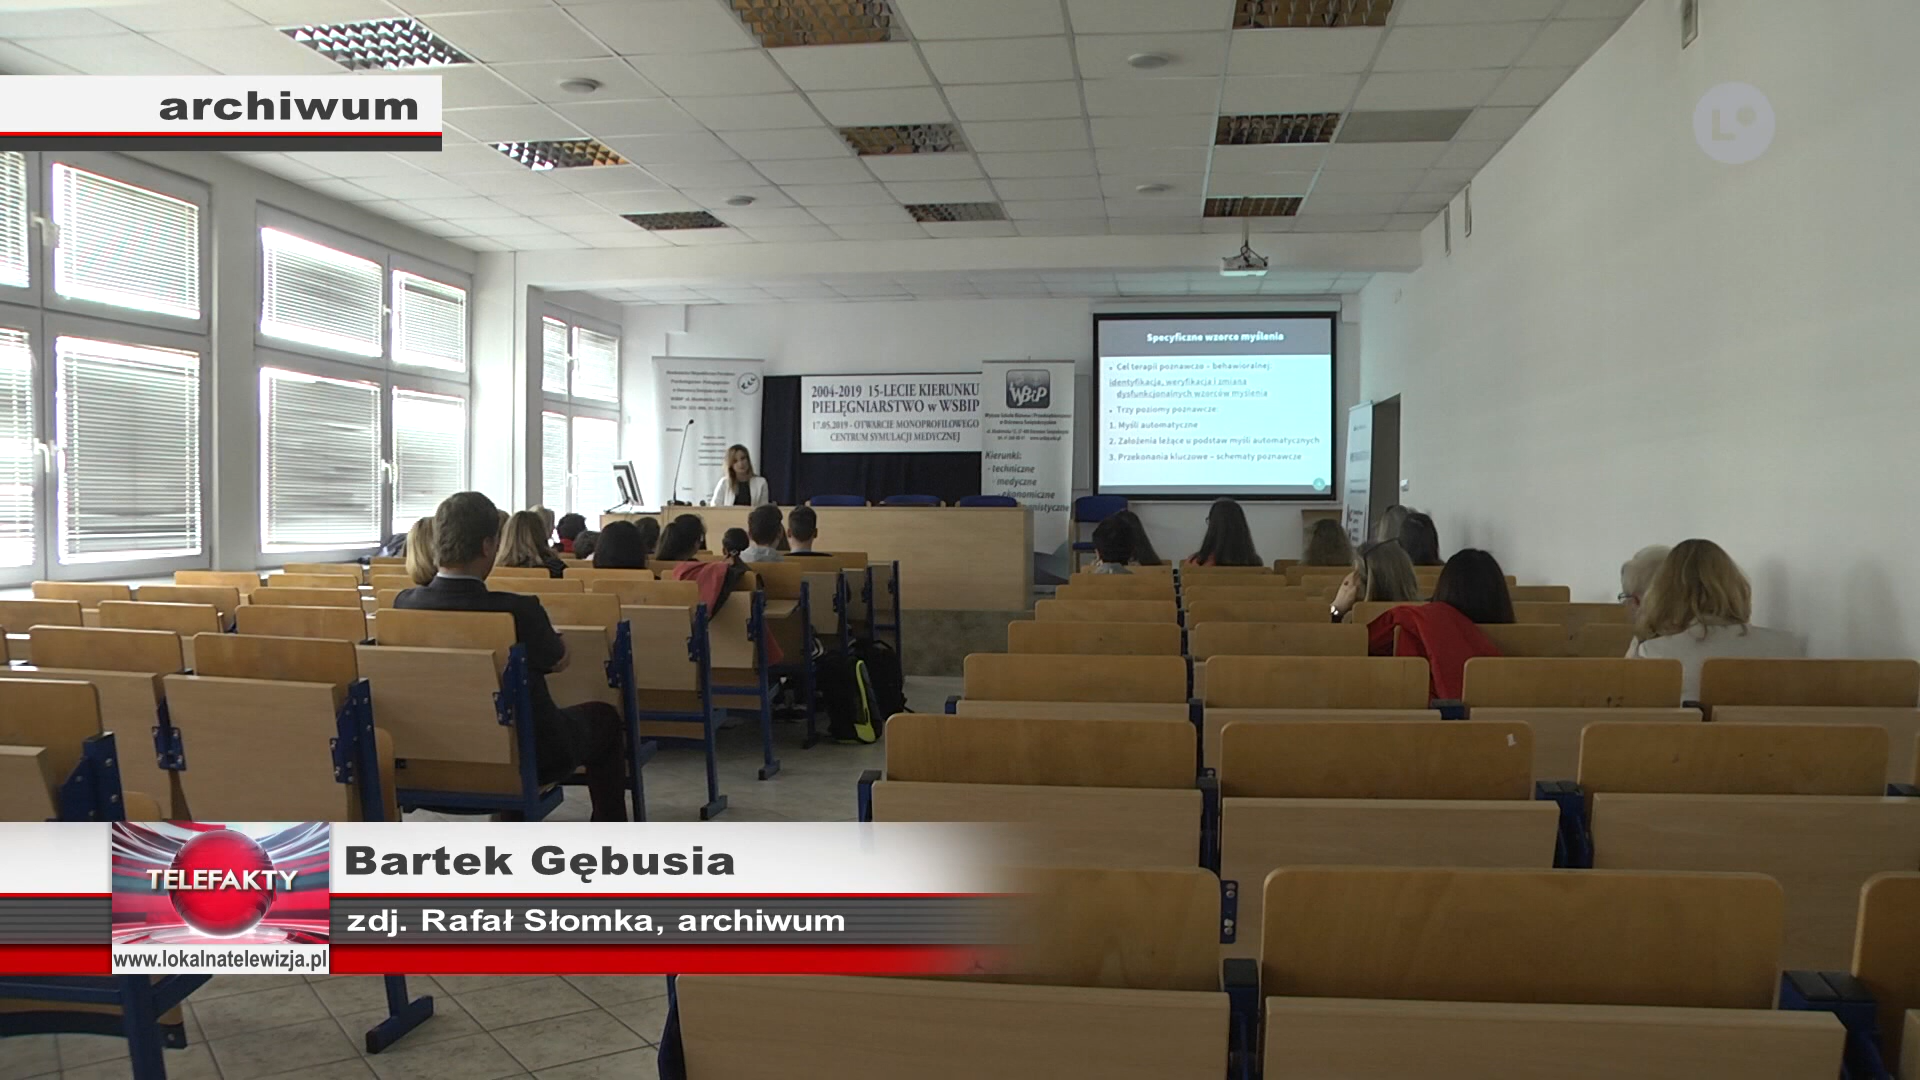 archiwum
LO
Specyficzne wzorce myślenia
• Cel terapii poznawczo – behawioralnej:
identyfikacja, weryfikacja i zmiana
dysfunkcjonalnych wzorców myślenia
• Trzy poziomy poznawcze
1. Myśli automatyczne
2. Założenia leżące u podstaw myśli automatycznych
3. Przekonania kluczowe – schematy poznawcze
2004-2019 15-LECIE KIERUNKU
PIELĘGNIARSTWO w WSBIP
17.05.2019 - OTWARCIE MONOPROFILOWEGO
CENTRUM SYMULACJI MEDYCZNEJ
WSBiP
Kierunki:
- techniczne
- medyczne
- ekonomiczne
TELEFAKTY
www.lokalnatelewizja.pl
Bartek Gębusia
zdj. Rafał Słomka, archiwum